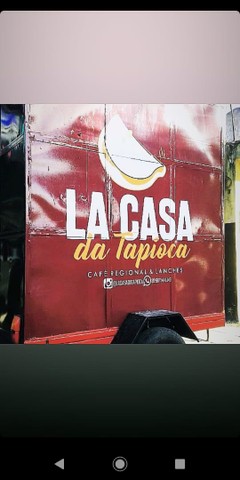 LA CASA
da Tapioca
CAFÉ REGIONAL & LANCHES